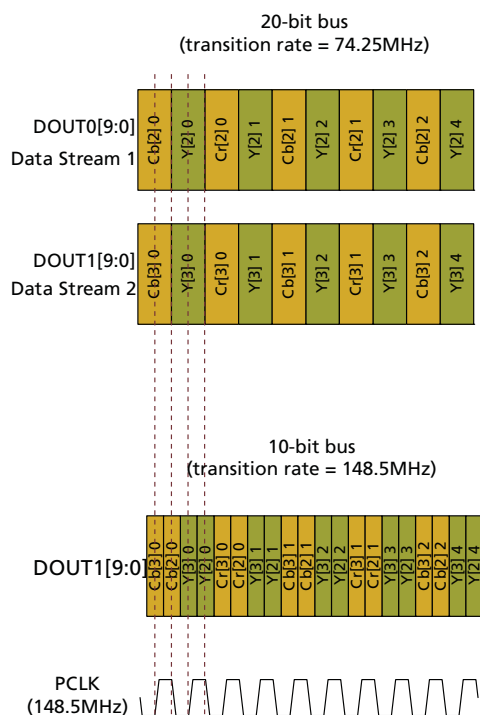 20-bit bus
(transition rate = 74.25MHz)
DOUT0[9:0]
Data Stream 1
Cb[2] 0
Y[2] 0
Cr[2] 0
Y[2] 1
Cb[2] 1
Y[2] 2
Cr[2] 1
Y[2] 3
Cb[2] 2
Y[2] 4
DOUT1[9:0]
Data Stream 2
Cb[3] 0
Y[3] 0
Cr[3] 0
Y[3] 1
Cb[3] 1
Y[3] 2
Cr[3] 1
Y[3] 3
Cb[3] 2
Y[3] 4
10-bit bus
(transition rate = 148.5MHz)
DOUT1[9:0]
Cb[3] 0
Cb[2] 0
Y[3] 0
Y[2] 0
Cr[3] 0
Cr[2] 0
Y[3] 1
Y[2] 1
Cb[3] 1
Cb[2] 1
Y[3] 2
Y[2] 2
Cr[3] 1
Cr[2] 1
Y[3] 3
Y[2] 3
Cb[3] 2
Cb[2] 2
Y[3] 4
Y[2] 4
PCLK
(148.5MHz)